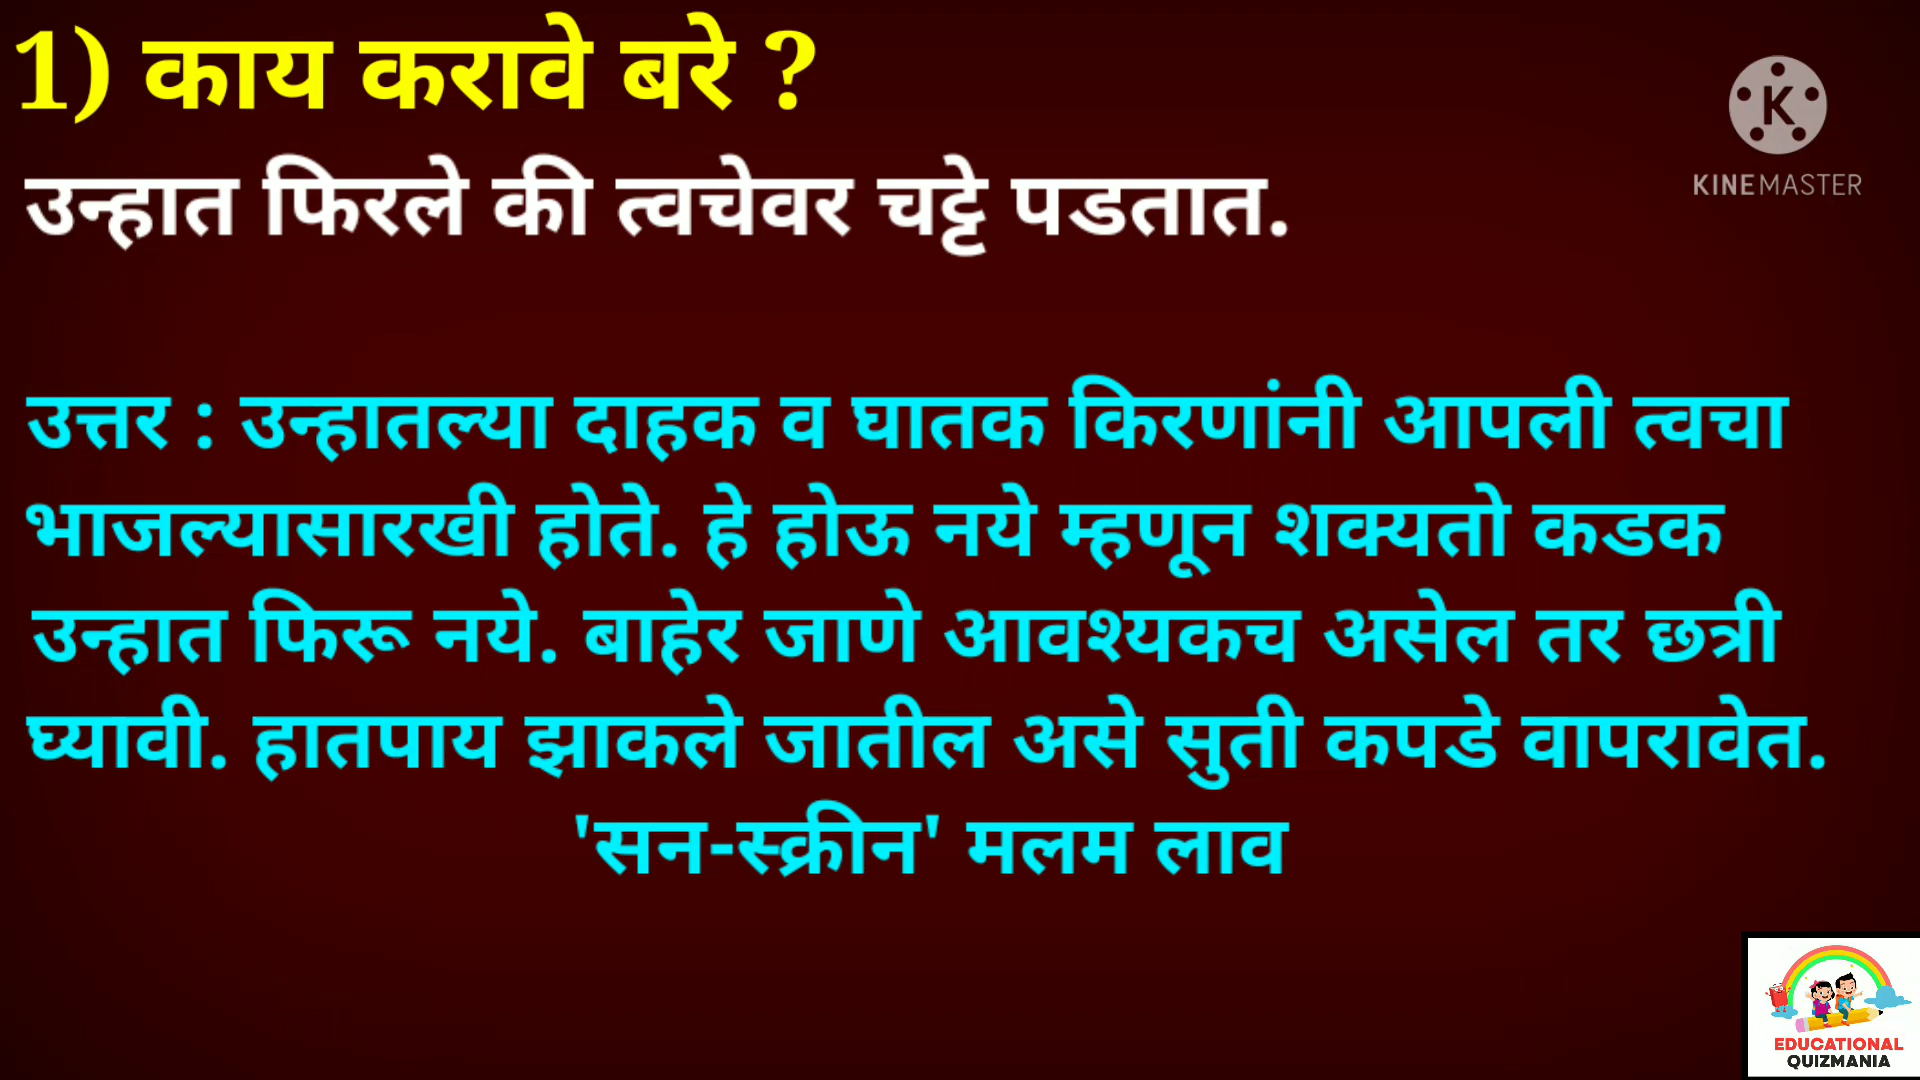 1) काय करावे बरे ?
उन्हात फिरले की त्वचेवर चट्टे पडतात.
K
KINEMASTER
उत्तर : उन्हातल्या दाहक व घातक किरणांनी आपली त्वचा
भाजल्यासारखी होते. हे होऊ नये म्हणून शक्यतो कडक
उन्हात फिरू नये. बाहेर जाणे आवश्यकच असेल तर छत्री
घ्यावी. हातपाय झाकले जातील असे सुती कपडे वापरावेत.
'सन-स्क्रीन' मलम लाव
EDUCATIONAL
QUIZMANIA